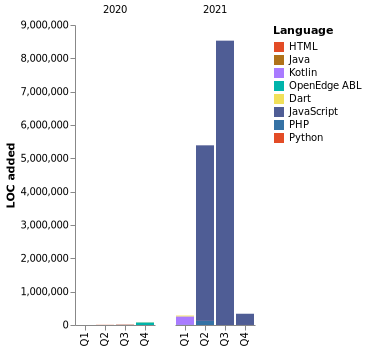 2020 2021
9,000,000
8,000,000
7,000,000
6,000,000
5,000,000
4,000,000
3,000,000
2,000,000
1,000,000
0
LOC added
Q1 Q2 Q3 Q4 Q1 Q2 Q3 Q4
Language
HTML
Java
Kotlin
OpenEdge ABL
Dart
JavaScript
PHP
Python